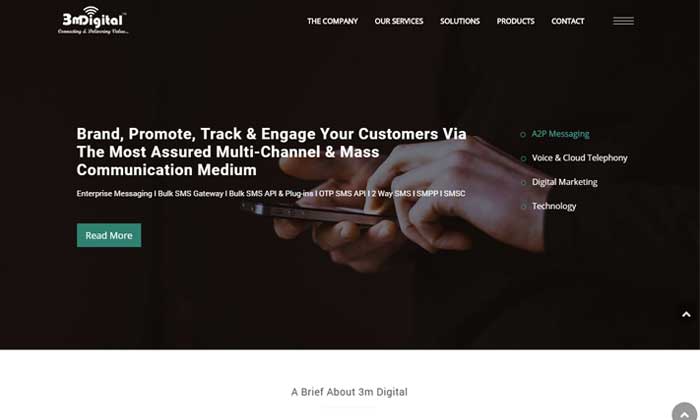 3mDigital
Connecting & Delivering Value...
THE COMPANY
OUR SERVICES
SOLUTIONS
PRODUCTS
CONTACT
Brand, Promote, Track & Engage Your Customers Via
The Most Assured Multi-Channel & Mass
Communication Medium
Enterprise Messaging I Bulk SMS Gateway I Bulk SMS API & Plug-ins I OTP SMS API I 2 Way SMS I SMPP I SMSC
Read More
A2P Messaging
Voice & Cloud Telephony
Digital Marketing
Technology
A Brief About 3m Digital